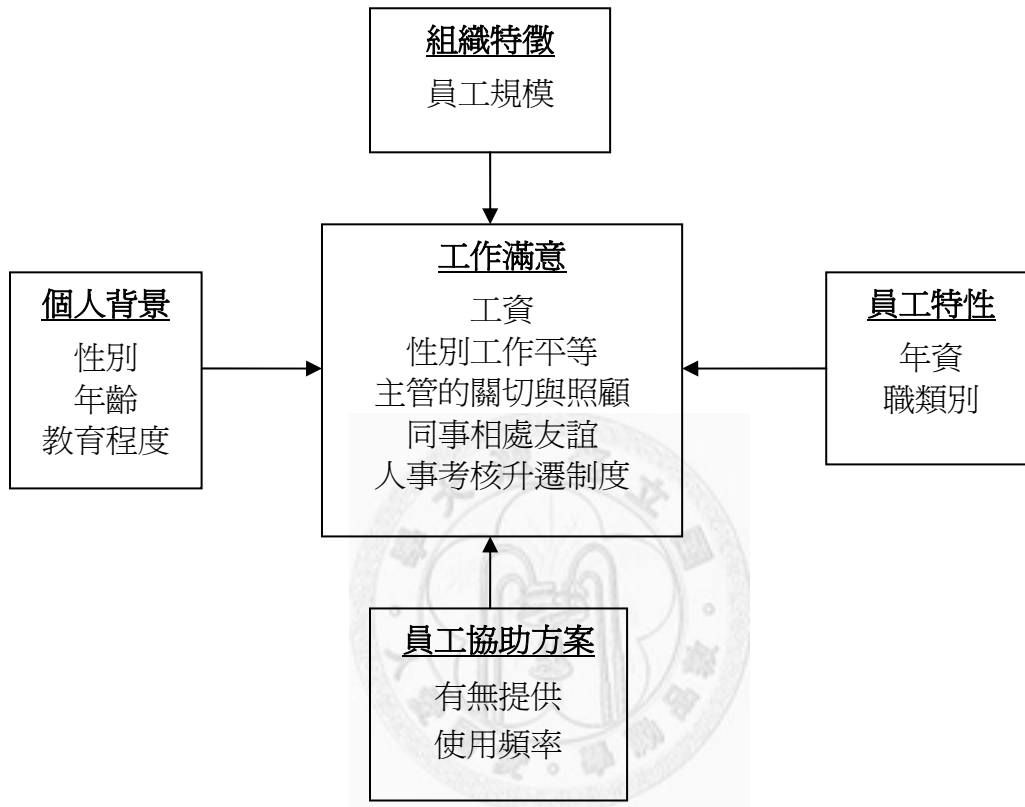 組織特徵
員工規模
工作滿意
工資
性別工作平等
主管的關切與照顧
同事相處友誼
人事考核升遷制度
個人背景
性別
年齡
教育程度
員工特性
年資
職類別
員工協助方案
有無提供
使用頻率